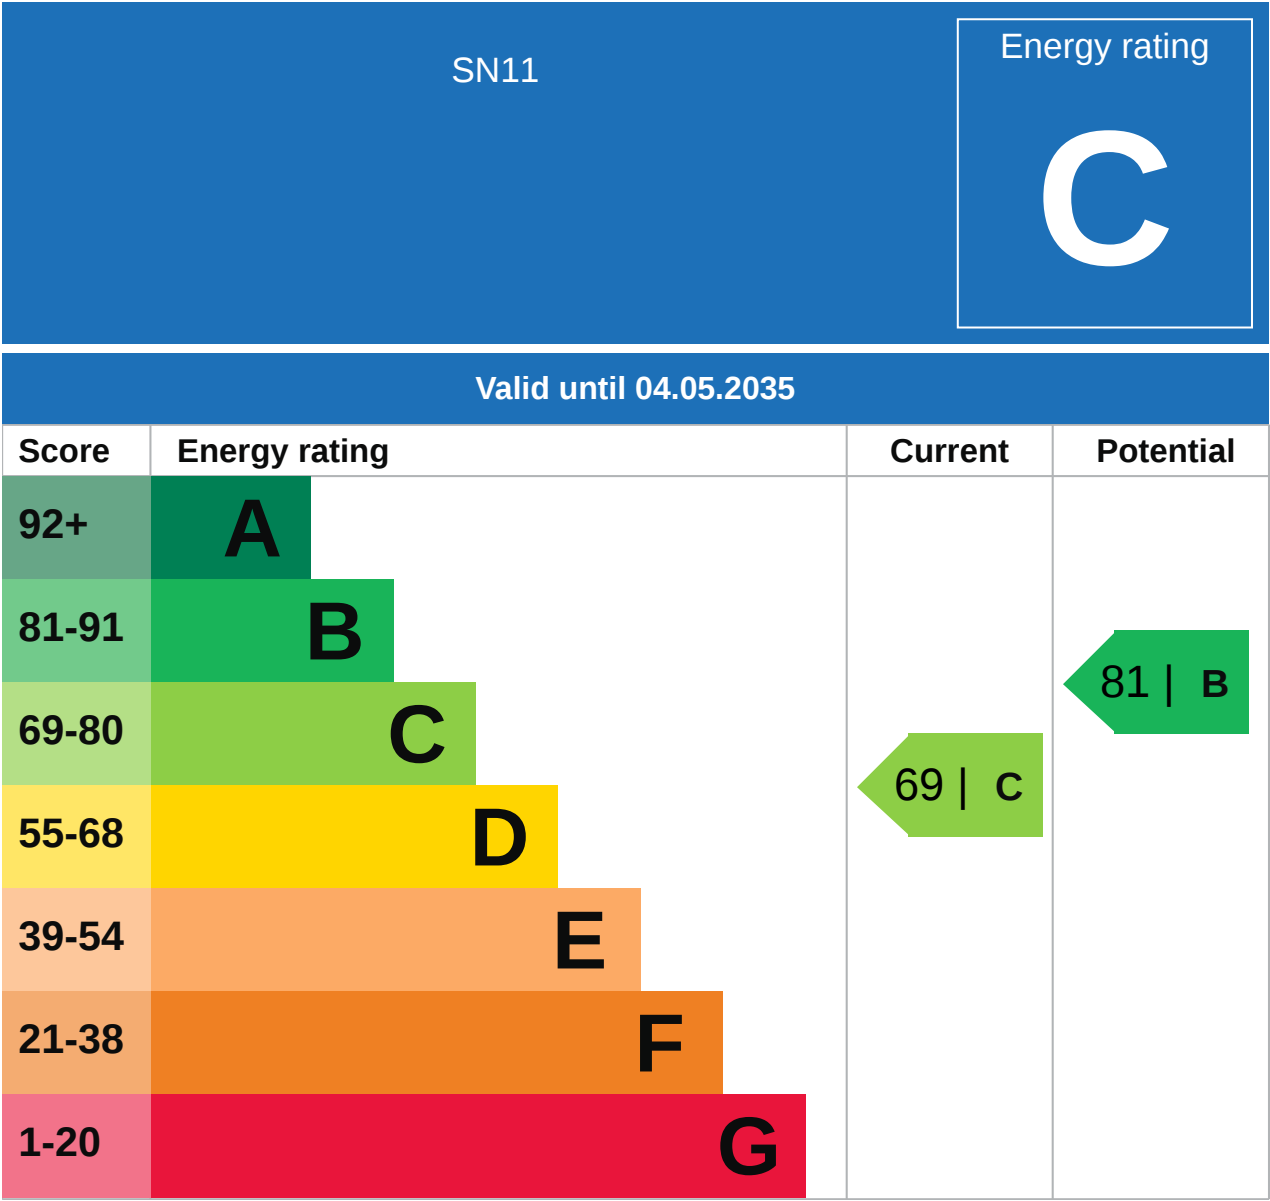 SN11
Energy rating
C
Valid until 04.05.2035
Score Energy rating Current Potential
92+ A
81-91 B
81 | B
69-80 C
69 | C
55-68 D
39-54 E
21-38 F
1-20 G